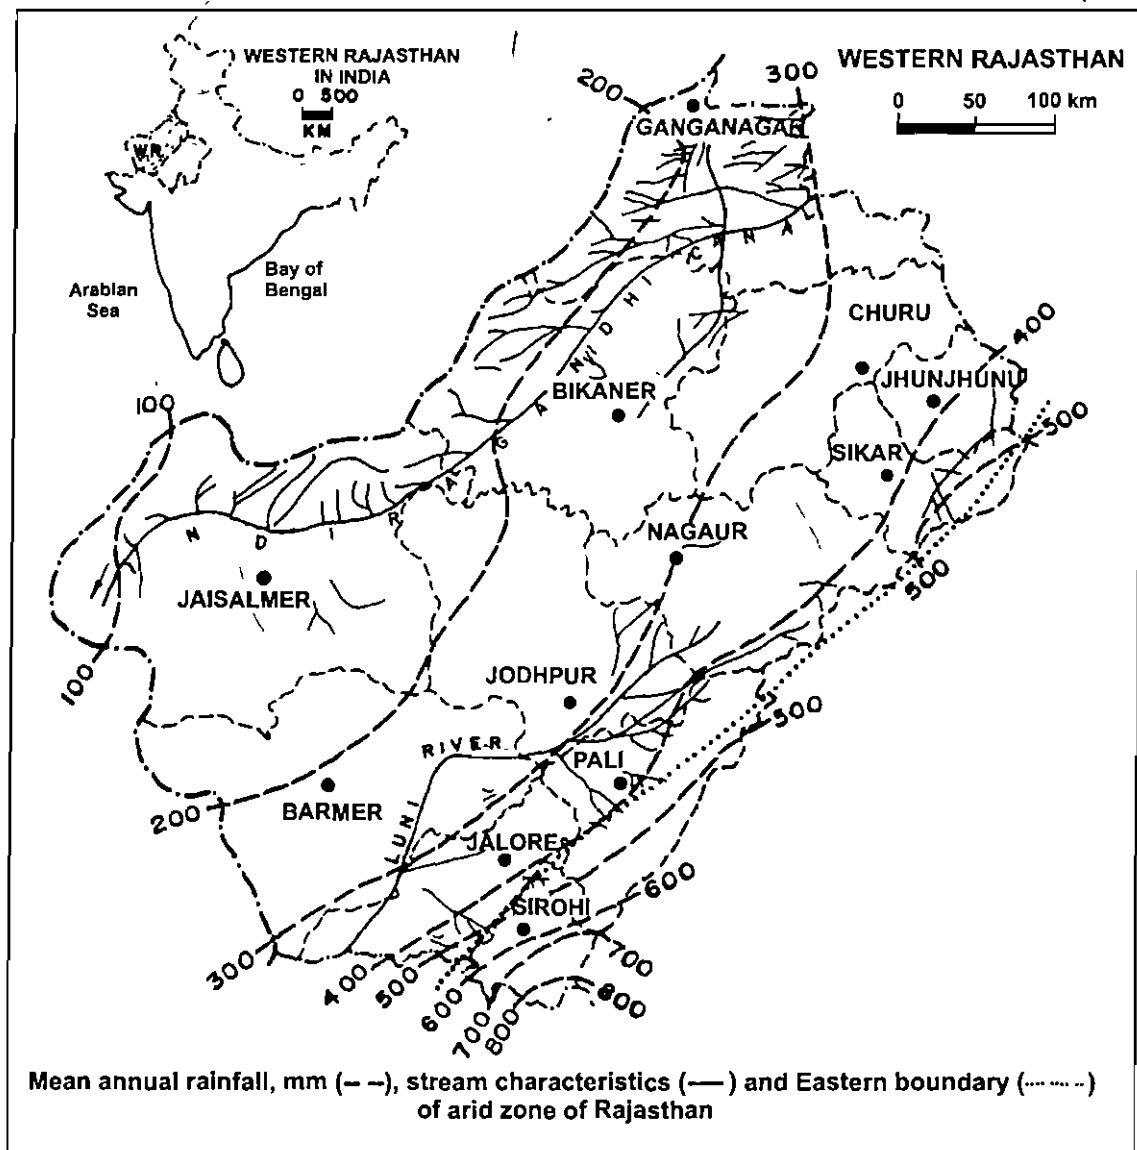 WESTERN RAJASTHAN
IN INDIA
0 500
KM
W.R.
Arabian
Sea
Bay of
Bengal
WESTERN RAJASTHAN
0 50 100 km
200
300
GANGANAGAR
INDIRA GANDHI CANAL
CHURU
400
JHUNJHUNU
BIKANER
100
500
SIKAR
NAGAUR
500
JAISALMER
100
JODHPUR
500
RIVER
PALI
BARMER
200
LUNI
JALORE
600
SIROHI
300
400
500
600
700
800
700
800
Mean annual rainfall, mm (– –), stream characteristics (—) and Eastern boundary (........)
of arid zone of Rajasthan